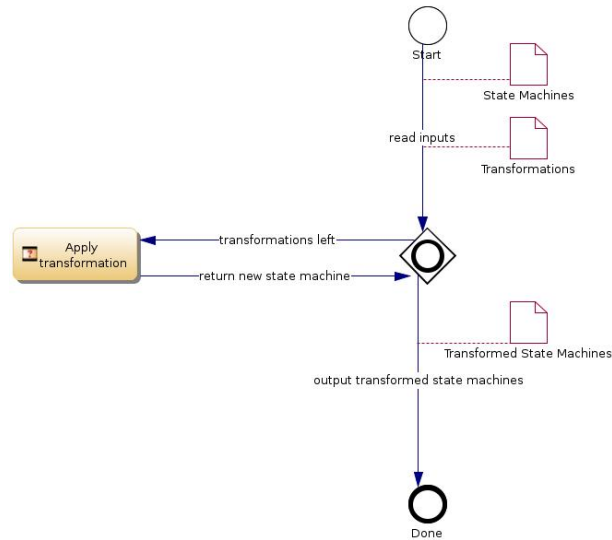 Start
State Machines
read inputs
Transformations
transformations left
Apply
transformation
return new state machine
Transformed State Machines
output transformed state machines
Done